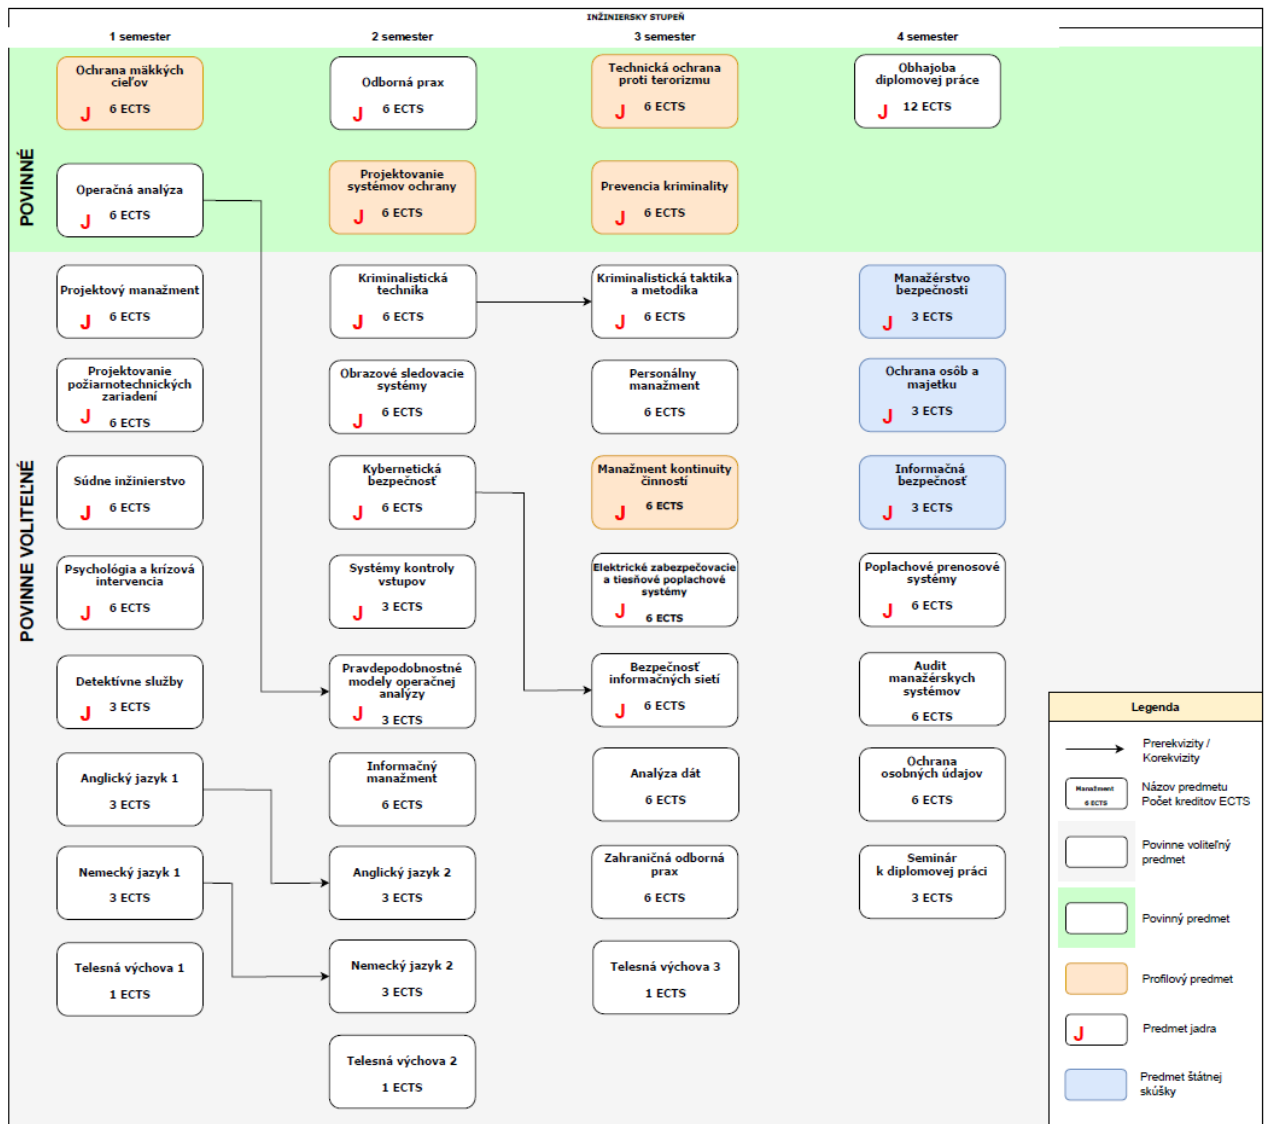 INŽINIERSKY STUPEŇ
1 semester
2 semester
3 semester
4 semester
POVINNÉ
Ochrana mäkkých
cieľov
J 6 ECTS
Odborná prax
J 6 ECTS
Technická ochrana
proti terorizmu
J 6 ECTS
Obhajoba
diplomovej práce
J 12 ECTS
Operačná analýza
J 6 ECTS
Projektovanie
systémov ochrany
J 6 ECTS
Prevencia kriminality
J 6 ECTS
POVINNE VOLITEĽNÉ
Projektový manažment
J 6 ECTS
Kriminalistická
technika
J 6 ECTS
Kriminalistická taktika
a metodika
J 6 ECTS
Manažérstvo
bezpečnosti
J 3 ECTS
Projektovanie
požiarnotechnických
zariadení
J 6 ECTS
Obrazové sledovacie
systémy
J 6 ECTS
Personálny
manažment
6 ECTS
Ochrana osôb a
majetku
J 3 ECTS
Súdne inžinierstvo
J 6 ECTS
Kybernetická
bezpečnosť
J 6 ECTS
Manažment kontinuity
činností
J 6 ECTS
Informačná
bezpečnosť
J 3 ECTS
Psychológia a krízová
intervencia
J 6 ECTS
Systémy kontroly
vstupov
J 3 ECTS
Elektrické zabezpečovacie
a tiesňové poplachové
systémy
J 6 ECTS
Poplachové prenosové
systémy
J 6 ECTS
Detektívne služby
J 3 ECTS
Pravdepodobnostné
modely operačnej
analýzy
J 3 ECTS
Bezpečnosť
informačných sietí
J 6 ECTS
Audit
manažérskych
systémov
6 ECTS
Anglický jazyk 1
3 ECTS
Informačný
manažment
6 ECTS
Analýza dát
6 ECTS
Ochrana
osobných údajov
6 ECTS
Nemecký jazyk 1
3 ECTS
Anglický jazyk 2
3 ECTS
Zahraničná odborná
prax
6 ECTS
Seminár
k diplomovej práci
3 ECTS
Telesná výchova 1
1 ECTS
Nemecký jazyk 2
3 ECTS
Telesná výchova 3
1 ECTS
Telesná výchova 2
1 ECTS
Legenda
Prerekvizity /
Korekvizity
Manažment
6 ECTS
Názov predmetu
Počet kreditov ECTS
Povinne voliteľný
predmet
Povinný predmet
Profilový predmet
J
Predmet jadra
Predmet štátnej
skúšky